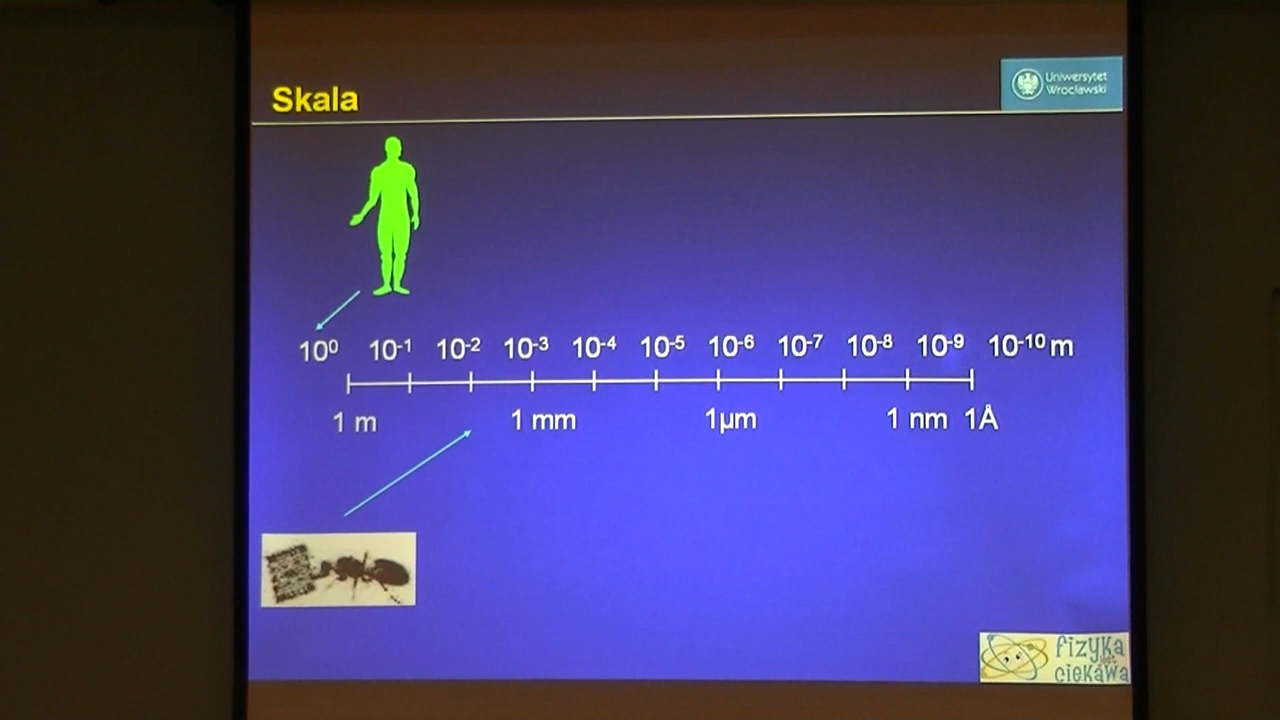 Skala
Uniwersytet
Wrocławski
10⁰ 10⁻¹ 10⁻² 10⁻³ 10⁻⁴ 10⁻⁵ 10⁻⁶ 10⁻⁷ 10⁻⁸ 10⁻⁹ 10⁻¹⁰ m
1 m 1 mm 1µm 1 nm 1Å
fizyka
jest
ciekawa